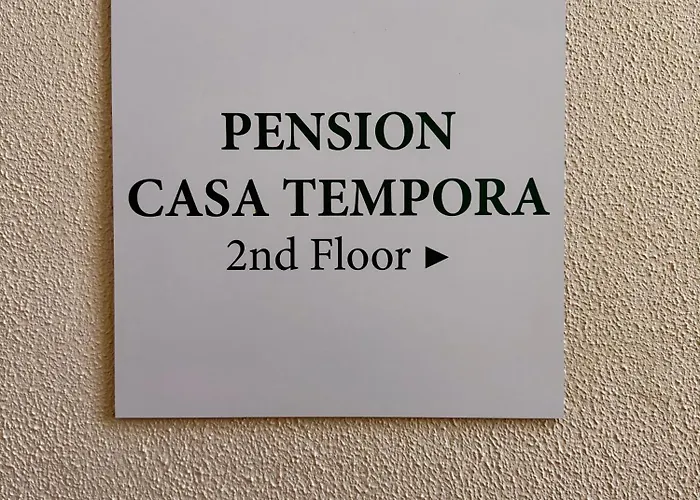 PENSION
CASA TEMPORA
2nd Floor ▶